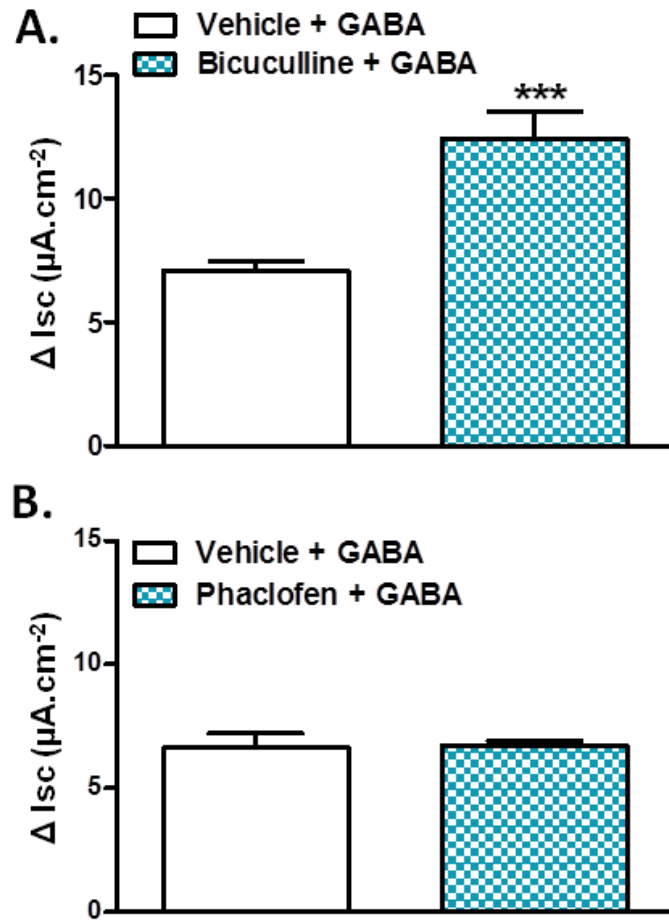 A.
Vehicle + GABA
Bicuculline + GABA
***
15
10
5
0
Δ Isc (µA.cm-2)
B.
Vehicle + GABA
Phaclofen + GABA
15
10
5
0
Δ Isc (µA.cm-2)